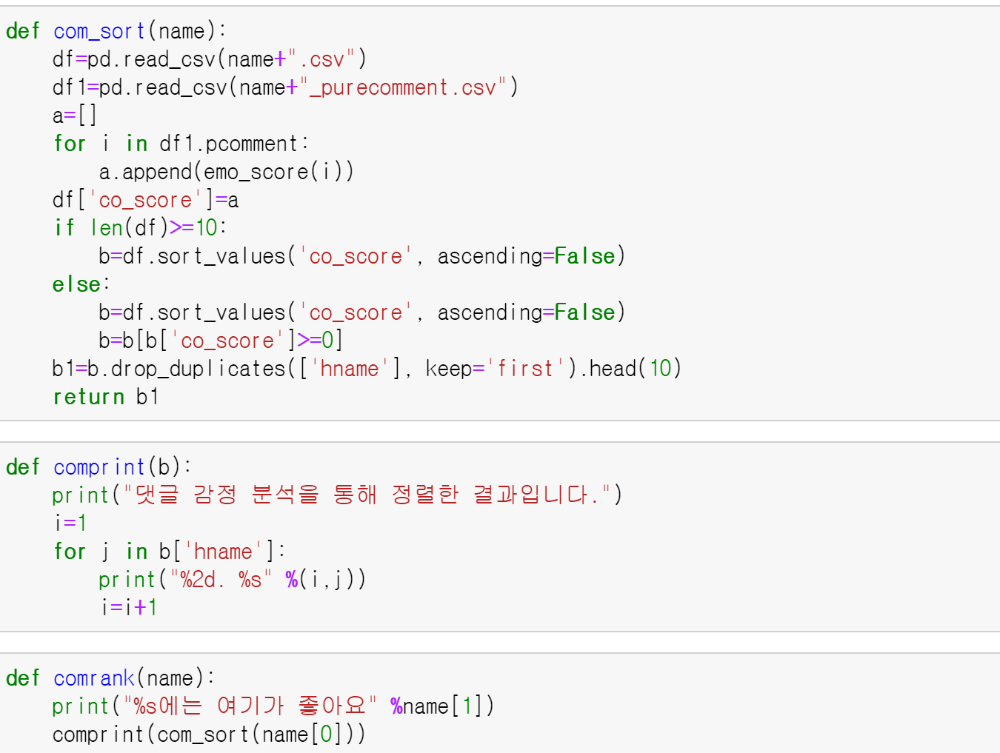 def com_sort(name):
    df=pd.read_csv(name+".csv")
    df1=pd.read_csv(name+"_purecomment.csv")
    a=[]
    for i in df1.pcomment:
        a.append(emo_score(i))
    df['co_score']=a
    if len(df)>=10:
        b=df.sort_values('co_score', ascending=False)
    else:
        b=df.sort_values('co_score', ascending=False)
        b=b[b['co_score']>=0]
    b1=b.drop_duplicates(['hname'], keep='first').head(10)
    return b1
def comprint(b):
    print("댓글 감정 분석을 통해 정렬한 결과입니다.")
    i=1
    for j in b['hname']:
        print("%2d. %s" %(i,j))
        i=i+1
def comrank(name):
    print("%s에는 여기가 좋아요" %name[1])
    comprint(com_sort(name[0]))